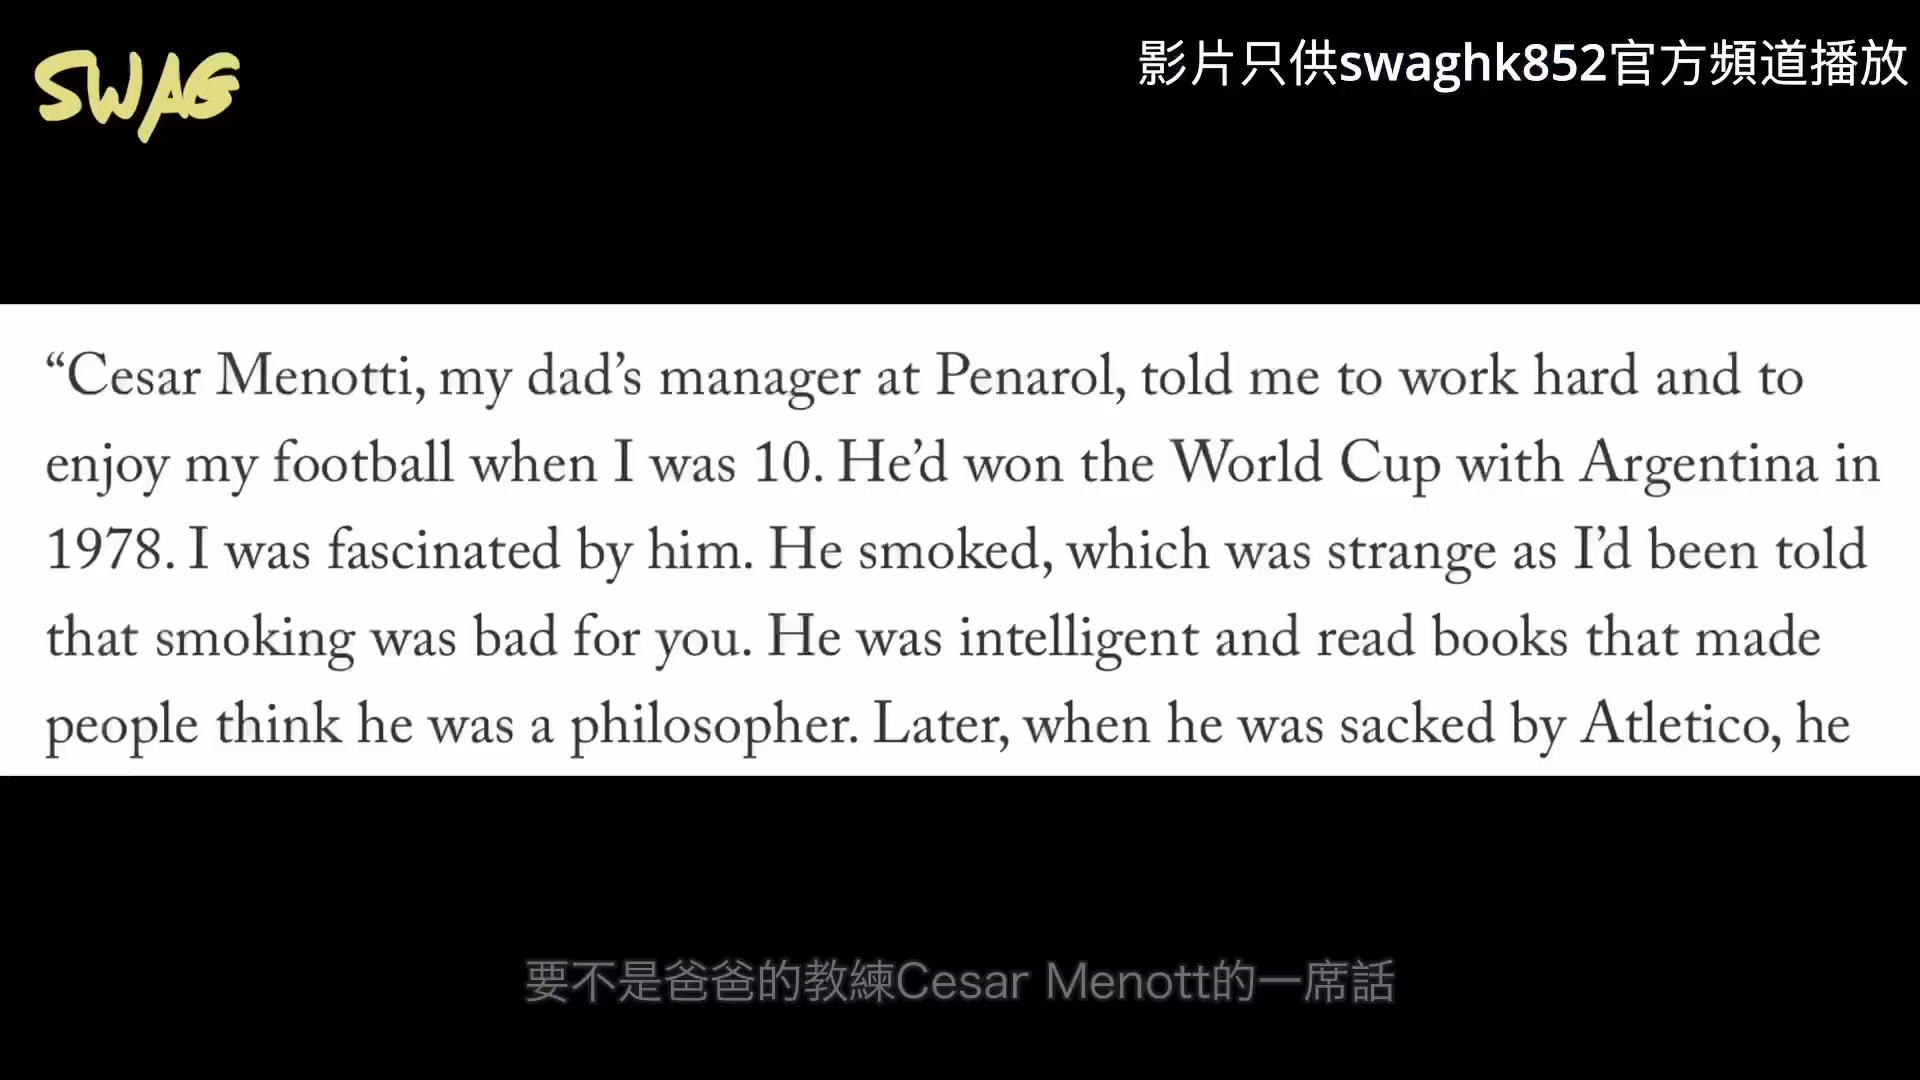 SWAG
影片只供swaghk852官方頻道播放
“Cesar Menotti, my dad’s manager at Penarol, told me to work hard and to
enjoy my football when I was 10. He’d won the World Cup with Argentina in
1978. I was fascinated by him. He smoked, which was strange as I’d been told
that smoking was bad for you. He was intelligent and read books that made
people think he was a philosopher. Later, when he was sacked by Atletico, he
要不是爸爸的教練Cesar Menott的一席話